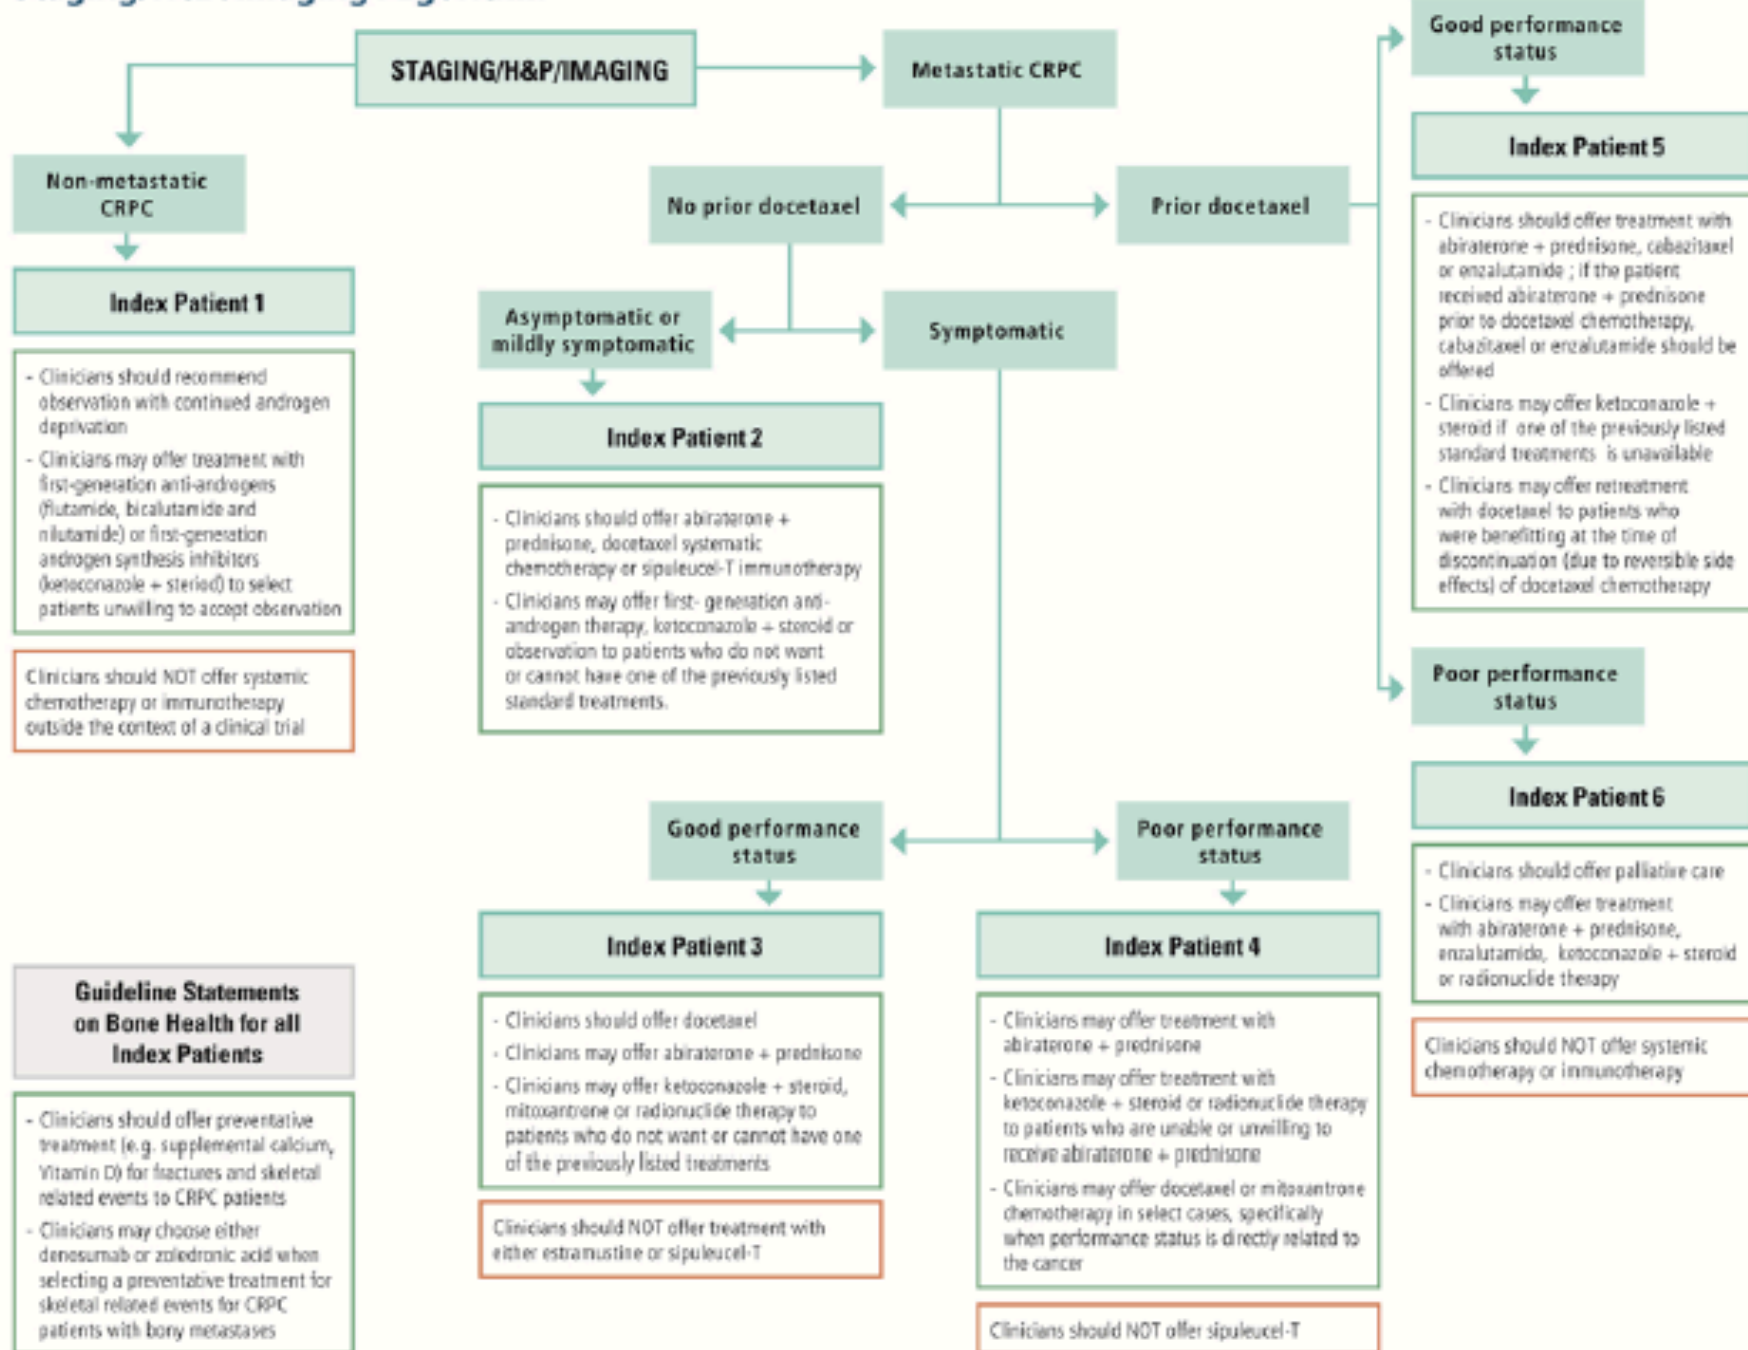 STAGING/H&P/IMAGING
Metastatic CRPC
Good performance
status
Non-metastatic
CRPC
No prior docetaxel
Prior docetaxel
Index Patient 1
- Clinicians should recommend
observation with continued androgen
deprivation
- Clinicians may offer treatment with
first-generation anti-androgens
(flutamide, bicalutamide and
nilutamide) or first-generation
androgen synthesis inhibitors
(ketoconazole + steriod) to select
patients unwilling to accept observation
Clinicians should NOT offer systemic
chemotherapy or immunotherapy
outside the context of a clinical trial
Asymptomatic or
mildly symptomatic
Symptomatic
Index Patient 2
- Clinicians should offer abiraterone +
prednisone, docetaxel systematic
chemotherapy or sipuleucel-T immunotherapy
- Clinicians may offer first- generation anti-
androgen therapy, ketoconazole + steroid or
observation to patients who do not want
or cannot have one of the previously listed
standard treatments.
Index Patient 5
- Clinicians should offer treatment with
abiraterone + prednisone, cabazitaxel
or enzalutamide ; if the patient
received abiraterone + prednisone
prior to docetaxel chemotherapy,
cabazitaxel or enzalutamide should be
offered
- Clinicians may offer ketoconazole +
steroid if one of the previously listed
standard treatments is unavailable
- Clinicians may offer retreatment
with docetaxel to patients who
were benefitting at the time of
discontinuation (due to reversible side
effects) of docetaxel chemotherapy
Poor performance
status
Index Patient 6
- Clinicians should offer palliative care
- Clinicians may offer treatment
with abiraterone + prednisone,
enzalutamide, ketoconazole + steroid
or radionuclide therapy
Clinicians should NOT offer systemic
chemotherapy or immunotherapy
Good performance
status
Poor performance
status
Index Patient 3
- Clinicians should offer docetaxel
- Clinicians may offer abiraterone + prednisone
- Clinicians may offer ketoconazole + steroid,
mitoxantrone or radionuclide therapy to
patients who do not want or cannot have one
of the previously listed treatments
Clinicians should NOT offer treatment with
either estramustine or sipuleucel-T
Index Patient 4
- Clinicians may offer treatment with
abiraterone + prednisone
- Clinicians may offer treatment with
ketoconazole + steroid or radionuclide therapy
to patients who are unable or unwilling to
receive abiraterone + prednisone
- Clinicians may offer docetaxel or mitoxantrone
chemotherapy in select cases, specifically
when performance status is directly related to
the cancer
Clinicians should NOT offer sipuleucel-T
Guideline Statements
on Bone Health for all
Index Patients
- Clinicians should offer preventative
treatment (e.g. supplemental calcium,
Vitamin D) for fractures and skeletal
related events to CRPC patients
- Clinicians may choose either
denosumab or zoledronic acid when
selecting a preventative treatment for
skeletal related events for CRPC
patients with bony metastases